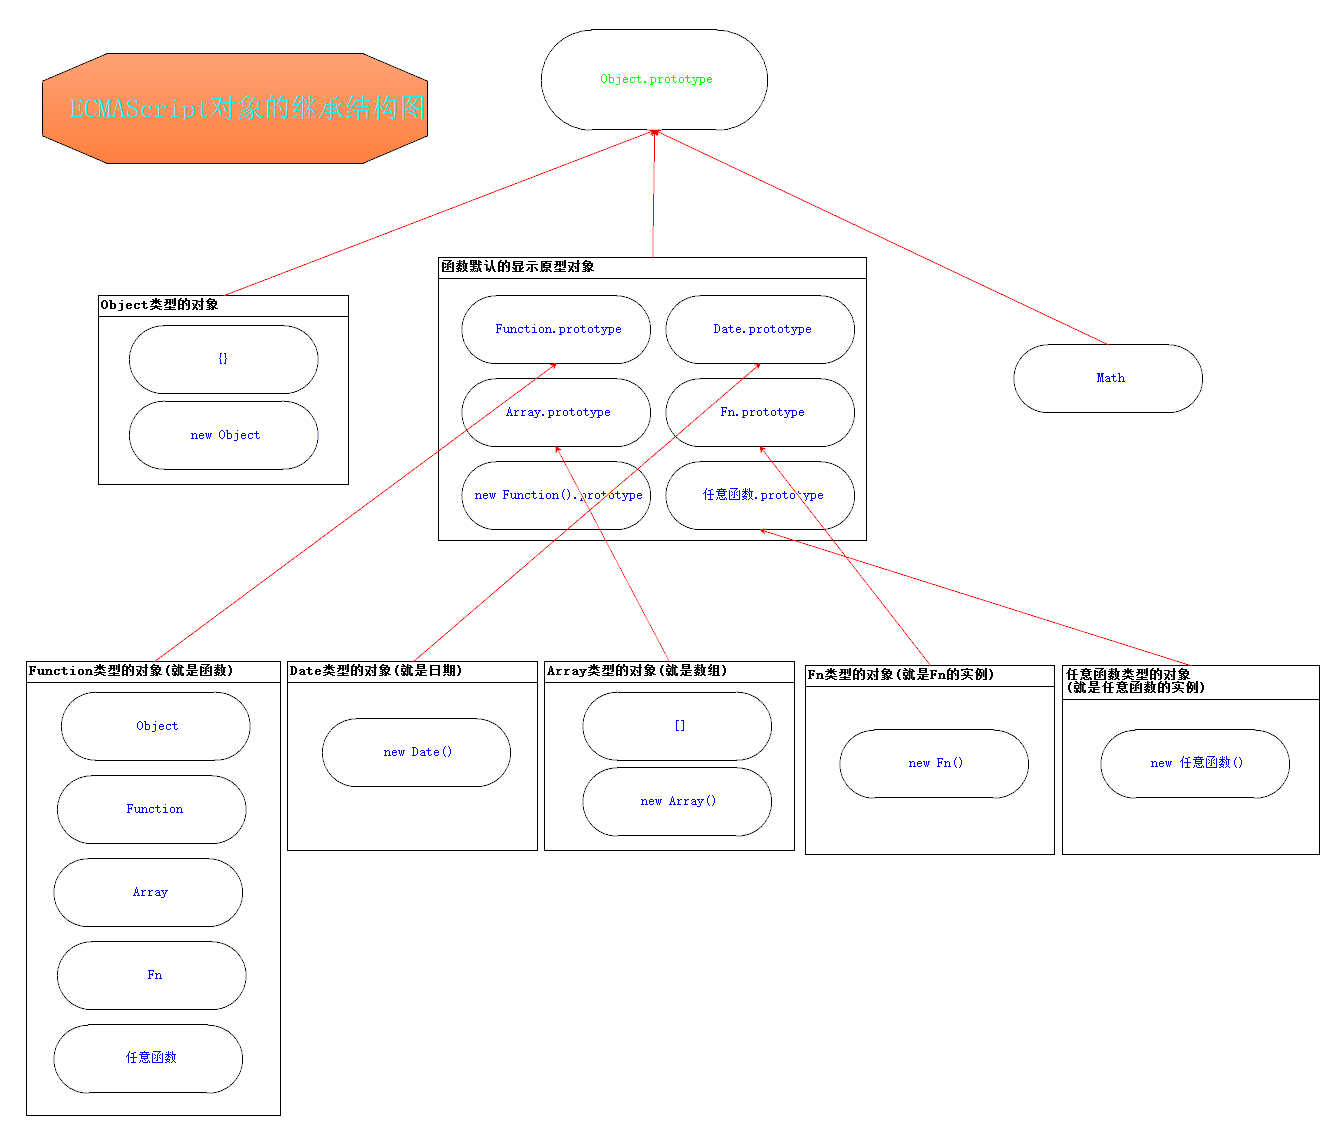 ECMAScript对象的继承结构图
Object.prototype
函数默认的显示原型对象
Function.prototype
Date.prototype
Array.prototype
Fn.prototype
new Function().prototype
任意函数.prototype
Object类型的对象
{}
new Object
Math
Function类型的对象(就是函数)
Object
Function
Array
Fn
任意函数
Date类型的对象(就是日期)
new Date()
Array类型的对象(就是数组)
[]
new Array()
Fn类型的对象(就是Fn的实例)
new Fn()
任意函数类型的对象
(就是任意函数的实例)
new 任意函数()